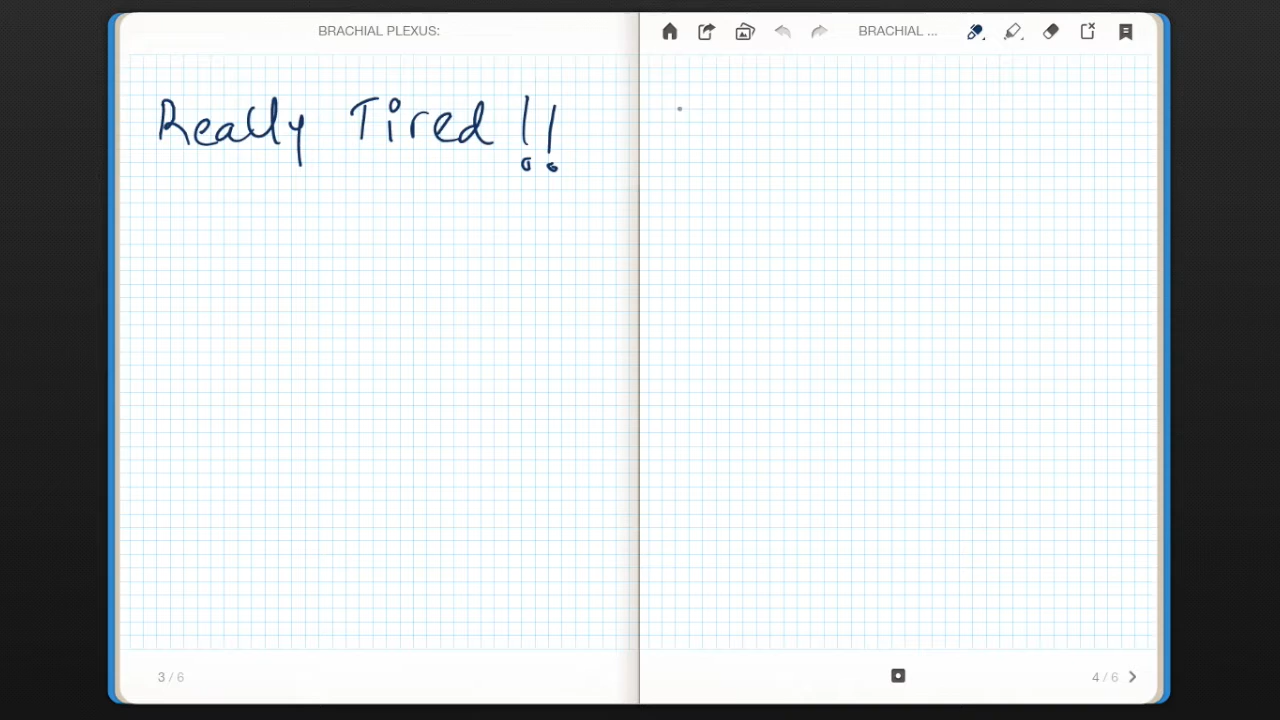 BRACHIAL PLEXUS:
Really Tired !!
3 / 6
BRACHIAL ...
4 / 6